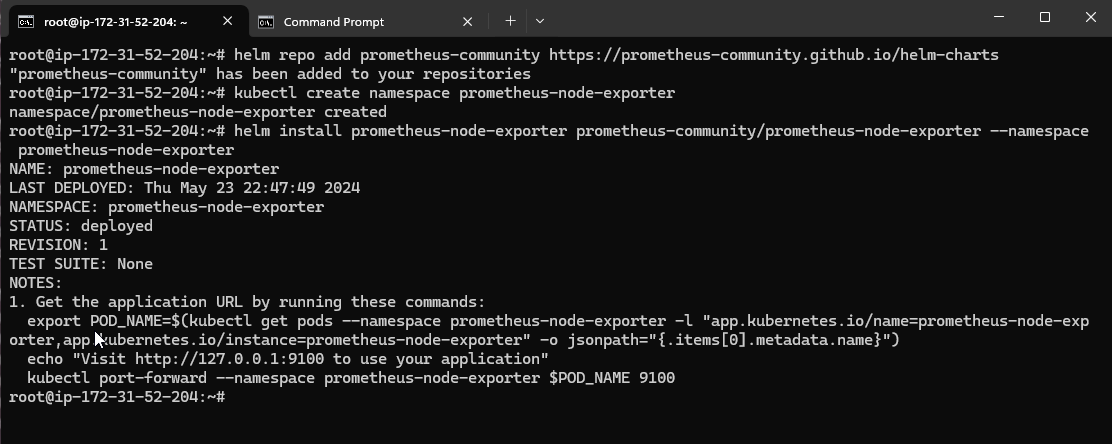 root@ip-172-31-52-204: ~
Command Prompt
root@ip-172-31-52-204:~# helm repo add prometheus-community https://prometheus-community.github.io/helm-charts
"prometheus-community" has been added to your repositories
root@ip-172-31-52-204:~# kubectl create namespace prometheus-node-exporter
namespace/prometheus-node-exporter created
root@ip-172-31-52-204:~# helm install prometheus-node-exporter prometheus-community/prometheus-node-exporter --namespace
prometheus-node-exporter
NAME: prometheus-node-exporter
LAST DEPLOYED: Thu May 23 22:47:49 2024
NAMESPACE: prometheus-node-exporter
STATUS: deployed
REVISION: 1
TEST SUITE: None
NOTES:
1. Get the application URL by running these commands:
  export POD_NAME=$(kubectl get pods --namespace prometheus-node-exporter -l "app.kubernetes.io/name=prometheus-node-exp
orter,app.kubernetes.io/instance=prometheus-node-exporter" -o jsonpath="{.items[0].metadata.name}")
  echo "Visit http://127.0.0.1:9100 to use your application"
  kubectl port-forward --namespace prometheus-node-exporter $POD_NAME 9100
root@ip-172-31-52-204:~#